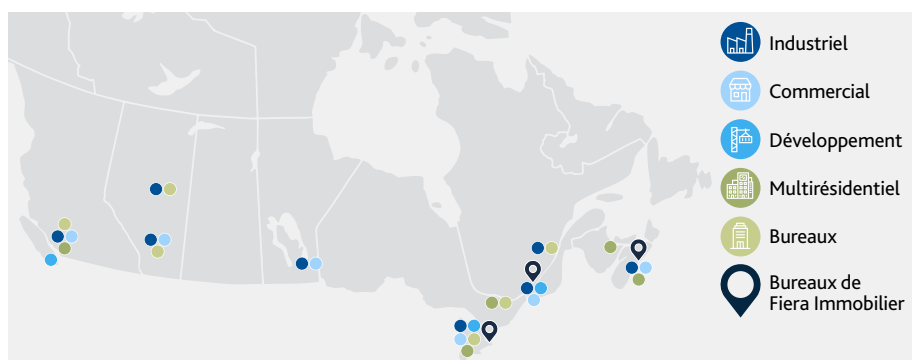 Industriel
Commercial
Développement
Multirésidentiel
Bureaux
Bureaux de
Fiera Immobilier